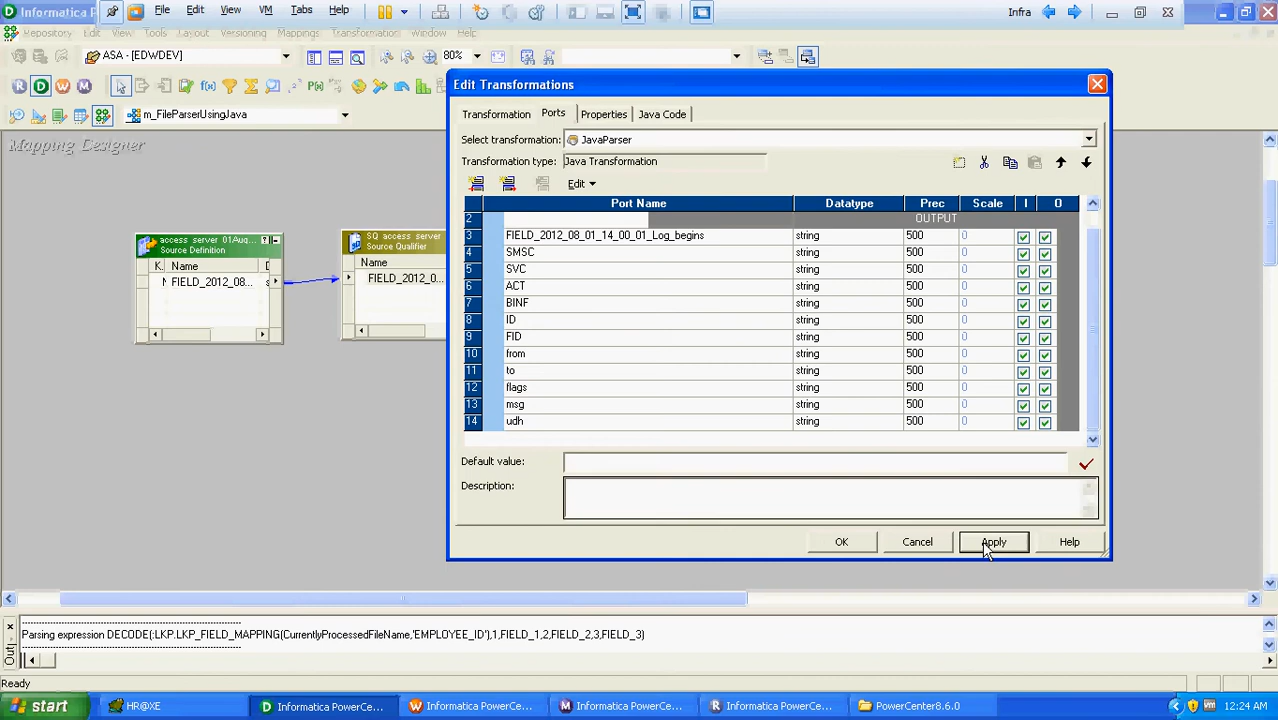 Informatica P
File Edit View VM Tabs Help
Infra
Repository Edit View Tools Layout Versioning Mappings Transformation Window Help
ASA - [EDWDEV]
80%
R D W M
f(x)
m_FileParserUsingJava
Mapping Designer
Edit Transformations
Transformation Ports Properties Java Code
Select transformation: JavaParser
Transformation type: Java Transformation
Edit
Port Name Datatype Prec Scale I O
2 OUTPUT
3 FIELD_2012_08_01_14_00_01_Log_begins string 500 0
4 SMSC string 500 0
5 SVC string 500 0
6 ACT string 500 0
7 BINF string 500 0
8 ID string 500 0
9 FID string 500 0
10 from string 500 0
11 to string 500 0
12 flags string 500 0
13 msg string 500 0
14 udh string 500 0
Default value:
Description:
OK Cancel Apply Help
access_server_01Aug...
Source Definition
K. Name D
FIELD_2012_08... s
SQ_access_server
Source Qualifier
Name
FIELD_2012_0...
Parsing expression DECODE(:LKP.LKP_FIELD_MAPPING(CurrentlyProcessedFileName,'EMPLOYEE_ID'),1,FIELD_1,2,FIELD_2,3,FIELD_3)
Ready
start HR@XE Informatica PowerCe... Informatica PowerCe... Informatica PowerCe... Informatica PowerCe... PowerCenter8.6.0 12:24 AM